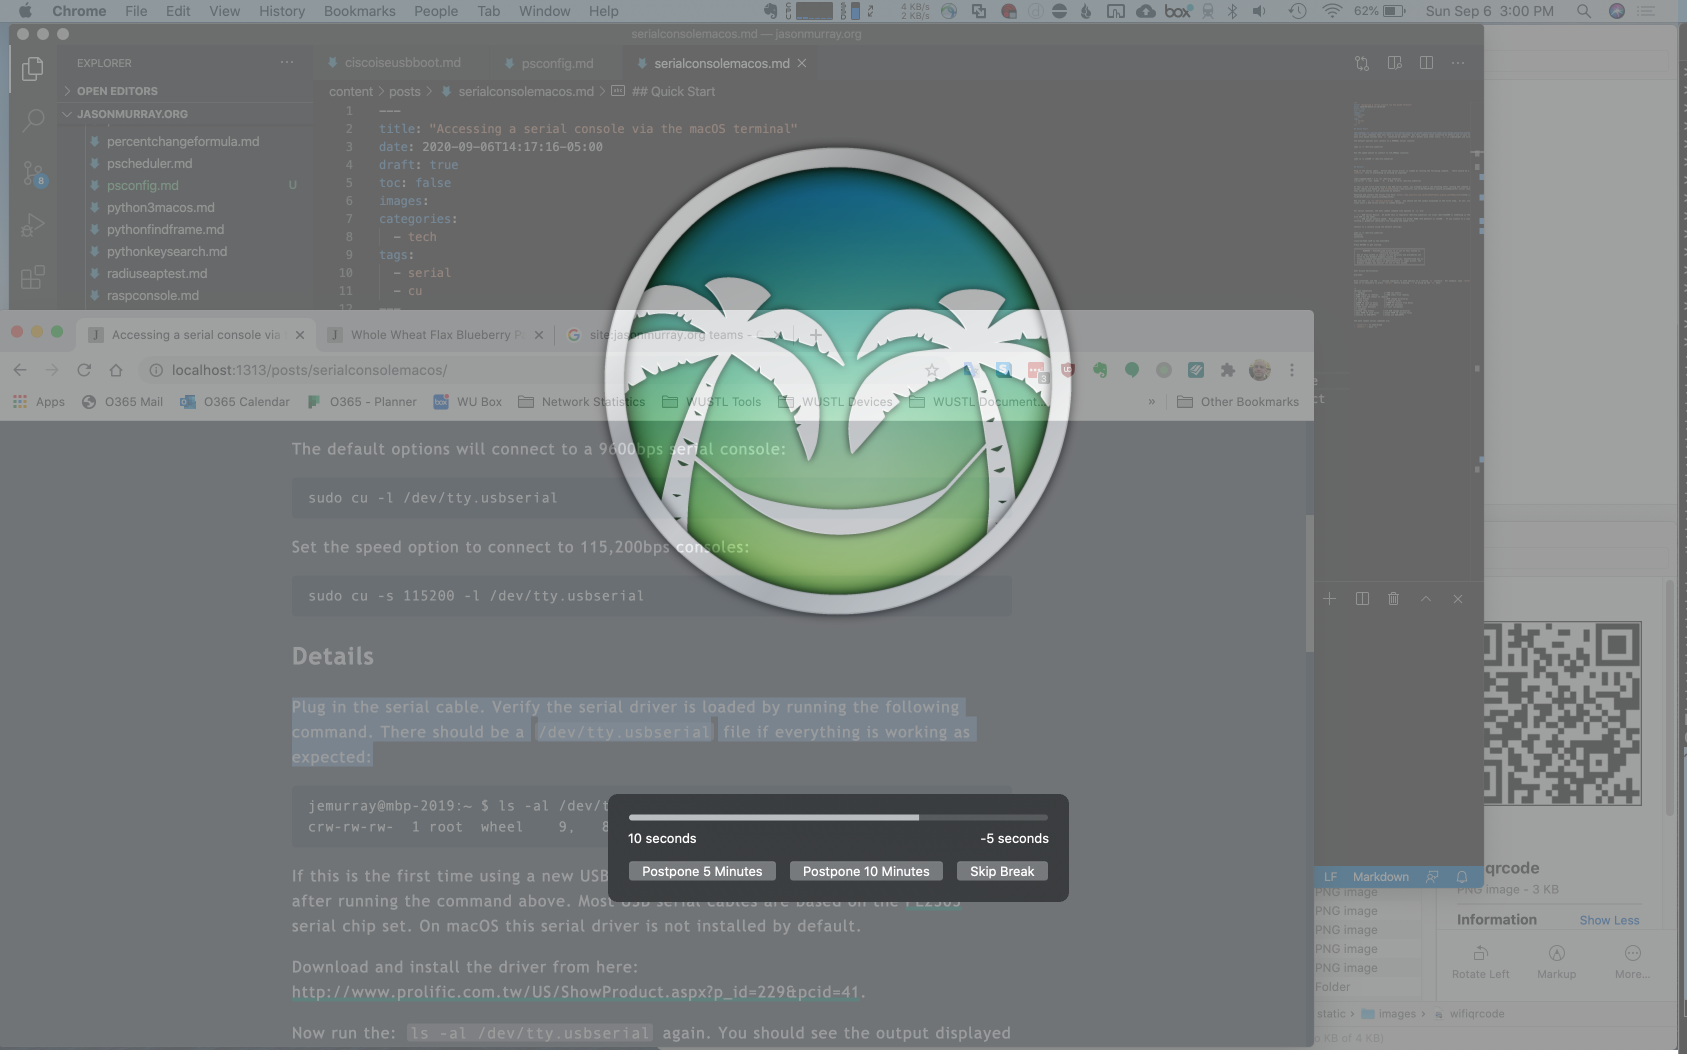 Chrome File Edit View History Bookmarks People Tab Window Help
4 KB/s
2 KB/s
box
62%
Sun Sep 6 3:00 PM
serialconsolemacos.md — jasonmurray.org
EXPLORER
ciscoiseusbboot.md
psconfig.md
serialconsolemacos.md
OPEN EDITORS
content > posts > serialconsolemacos.md > ## Quick Start
JASONMURRAY.ORG
percentchangeformula.md
pscheduler.md
psconfig.md U
python3macos.md
pythonfindframe.md
pythonkeysearch.md
radiuseaptest.md
raspconsole.md
8
1 ---
2 title: "Accessing a serial console via the macOS terminal"
3 date: 2020-09-06T14:17:16-05:00
4 draft: true
5 toc: false
6 images:
7 categories:
8 - tech
9 tags:
10 - serial
11 - cu
12 ---
Accessing a serial console via
Whole Wheat Flax Blueberry P
site:jasonmurray.org teams -
localhost:1313/posts/serialconsolemacos/
3
Apps
O365 Mail
O365 Calendar
O365 - Planner
WU Box
Network Statistics
WUSTL Tools
WUSTL Devices
WUSTL-Document...
»
Other Bookmarks
The default options will connect to a 9600bps serial console:
sudo cu -l /dev/tty.usbserial
Set the speed option to connect to 115,200bps consoles:
sudo cu -s 115200 -l /dev/tty.usbserial
Details
Plug in the serial cable. Verify the serial driver is loaded by running the following
command. There should be a /dev/tty.usbserial file if everything is working as
expected:
jemurray@mbp-2019:~ $ ls -al /dev/t
crw-rw-rw- 1 root wheel 9, 8
10 seconds
-5 seconds
Postpone 5 Minutes
Postpone 10 Minutes
Skip Break
If this is the first time using a new USB
after running the command above. Most USB serial cables are based on the PL2303
serial chip set. On macOS this serial driver is not installed by default.
Download and install the driver from here:
http://www.prolific.com.tw/US/ShowProduct.aspx?p_id=229&pcid=41.
Now run the: ls -al /dev/tty.usbserial again. You should see the output displayed
LF Markdown
PNG image
PNG image
PNG image
PNG image
PNG image
Folder
qrcode
PNG image - 3 KB
Information
Show Less
Rotate Left
Markup
More...
static > images > wifiqrcode
KB of 4 KB)